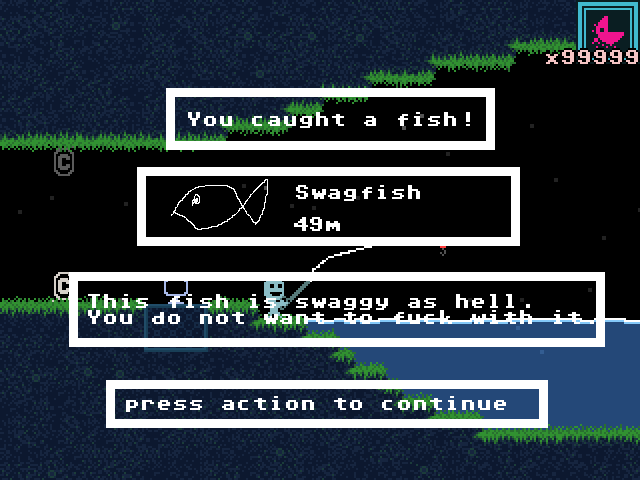 x99999
You caught a fish!
C
Swagfish
49m
C
This fish is swaggy as hell.
You do not want to fuck with it.
press action to continue